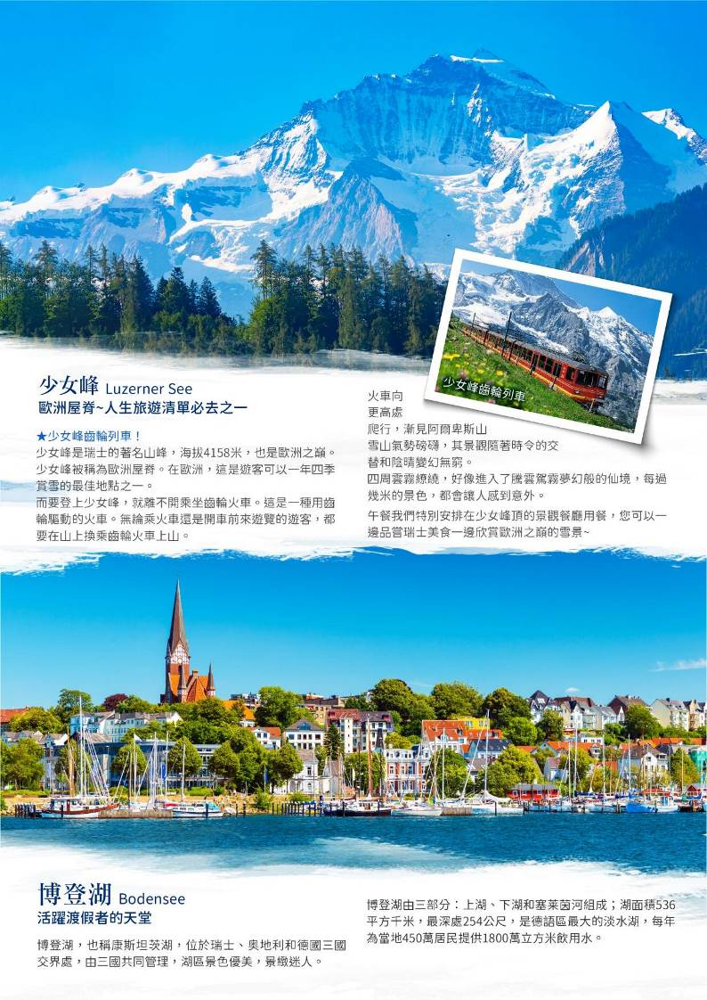 少女峰 Luzerner See
歐洲屋脊~人生旅遊清單必去之一
★少女峰齒輪列車！
少女峰是瑞士的著名山峰，海拔4158米，也是歐洲之巔。
少女峰被稱為歐洲屋脊。在歐洲，這是遊客可以一年四季
賞雪的最佳地點之一。
而要登上少女峰，就離不開乘坐齒輪火車。這是一種用齒
輪驅動的火車。無論乘火車還是開車前來遊覽的遊客，都
要在山上換乘齒輪火車上山。
少女峰齒輪列車
火車向
更高處
爬行，漸見阿爾卑斯山
雪山氣勢磅礡，其景觀隨著時令的交
替和陰晴變幻無窮。
四周雲霧繚繞，好像進入了騰雲駕霧夢幻般的仙境，每過
幾米的景色，都會讓人感到意外。
午餐我們特別安排在少女峰頂的景觀餐廳用餐，您可以一
邊品嘗瑞士美食一邊欣賞歐洲之巔的雪景~
博登湖 Bodensee
活躍渡假者的天堂
博登湖，也稱康斯坦茨湖，位於瑞士、奧地利和德國三國
交界處，由三國共同管理，湖區景色優美，景緻迷人。
博登湖由三部分：上湖、下湖和塞萊茵河組成；湖面積536
平方千米，最深處254公尺，是德語區最大的淡水湖，每年
為當地450萬居民提供1800萬立方米飲用水。